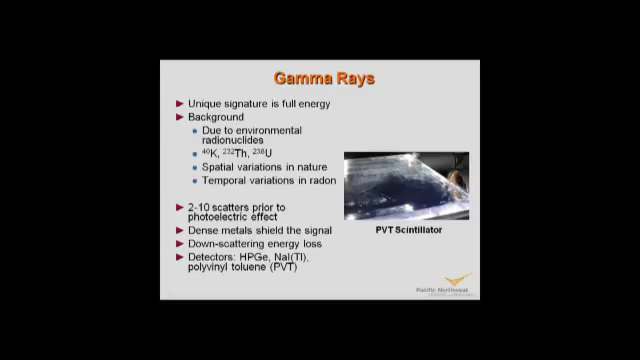 Gamma Rays
Unique signature is full energy
Background
Due to environmental
radionuclides
⁴⁰K, ²³²Th, ²³⁸U
Spatial variations in nature
Temporal variations in radon
2-10 scatters prior to
photoelectric effect
Dense metals shield the signal
Down-scattering energy loss
Detectors: HPGe, NaI(Tl),
polyvinyl toluene (PVT)
PVT Scintillator
Pacific Northwest